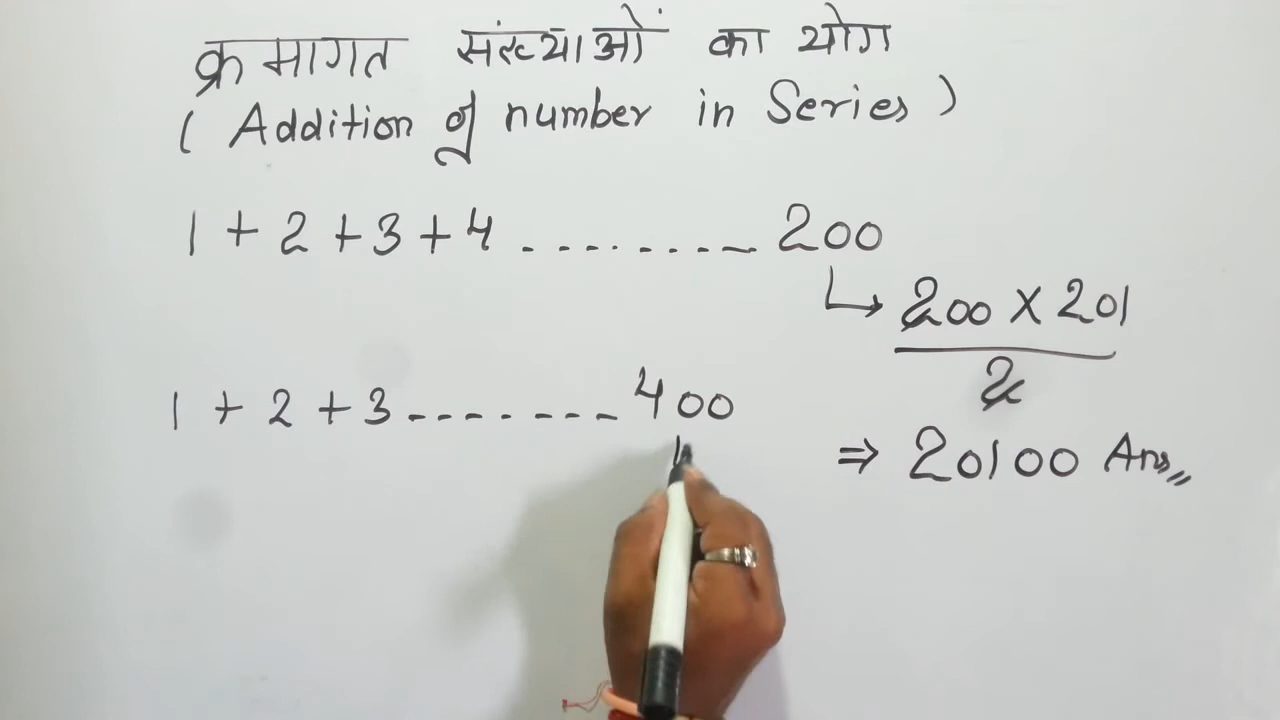 क्रमागत संख्याओं का योग
( Addition of number in Series )
1 + 2 + 3 + 4 ......... 200
200 X 201
2
⇒ 20100 Ans,,
1 + 2 + 3 ------- 400